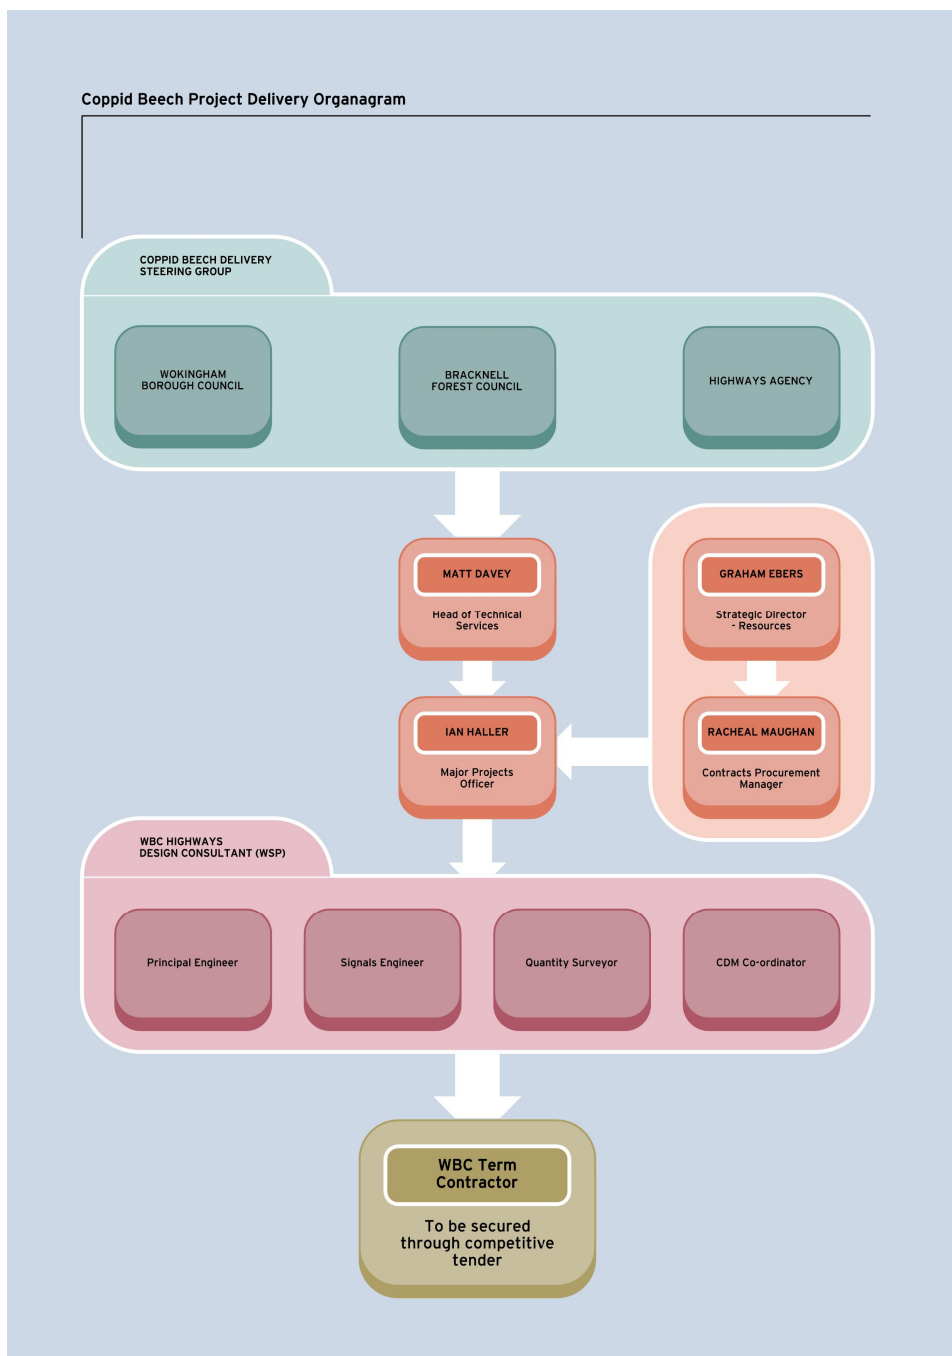 Coppid Beech Project Delivery Organagram
COPPID BEECH DELIVERY
STEERING GROUP
WOKINGHAM
BOROUGH COUNCIL
BRACKNELL
FOREST COUNCIL
HIGHWAYS AGENCY
MATT DAVEY
Head of Technical
Services
GRAHAM EBERS
Strategic Director
- Resources
IAN HALLER
Major Projects
Officer
RACHEAL MAUGHAN
Contracts Procurement
Manager
WBC HIGHWAYS
DESIGN CONSULTANT (WSP)
Principal Engineer
Signals Engineer
Quantity Surveyor
CDM Co-ordinator
WBC Term
Contractor
To be secured
through competitive
tender